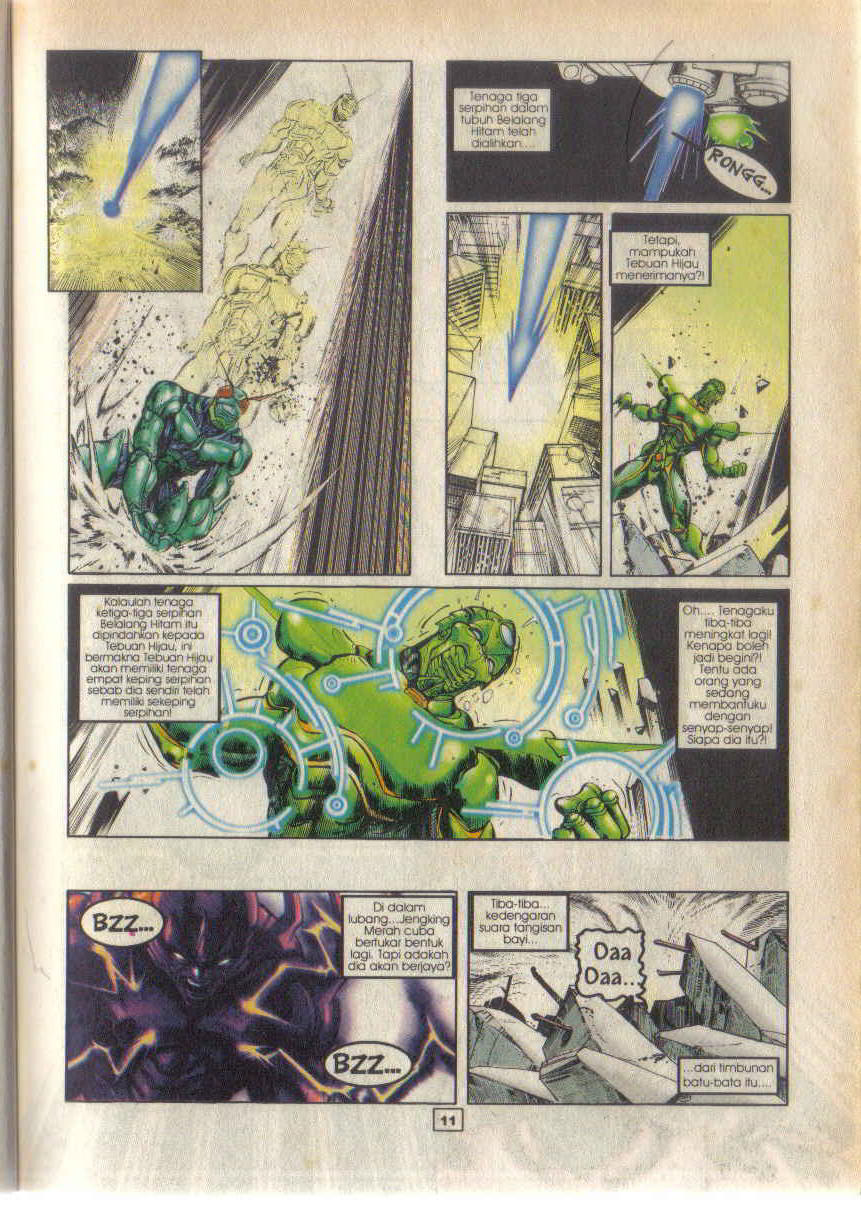 Tenaga tiga
serpihan dalam
tubuh Belalang
Hitam telah
dialihkan....
RONGG...
Tetapi,
mampukah
Tebuan Hijau
menerimanya?!
Kalaulah tenaga
ketiga-tiga serpihan
Belalang Hitam itu
dipindahkan kepada
Tebuan Hijau, ini
bermakna Tebuan Hijau
akan memiliki tenaga
empat keping serpihan
sebab dia sendiri telah
memiliki sekeping
serpihan!
Oh.... Tenagaku
tiba-tiba
meningkat lagi!
Kenapa boleh
jadi begini?!
Tentu ada
orang yang
sedang
membantuku
dengan
senyap-senyap!
Siapa dia itu?!
BZZ...
Di dalam
lubang...Jengking
Merah cuba
bertukar bentuk
lagi. Tapi adakah
dia akan berjaya?
BZZ...
Tiba-tiba...
kedengaran
suara tangisan
bayi...
Daa
Daa...
...dari timbunan
batu-bata itu....
11